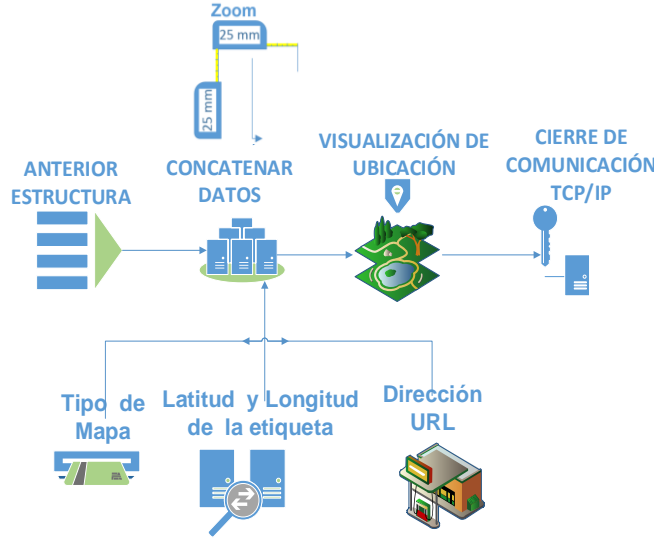 Zoom
25 mm
25 mm
ANTERIOR
ESTRUCTURA
CONCATENAR
DATOS
VISUALIZACIÓN DE
UBICACIÓN
CIERRE DE
COMUNICACIÓN
TCP/IP
Tipo de
Mapa
Latitud y Longitud
de la etiqueta
Dirección
URL